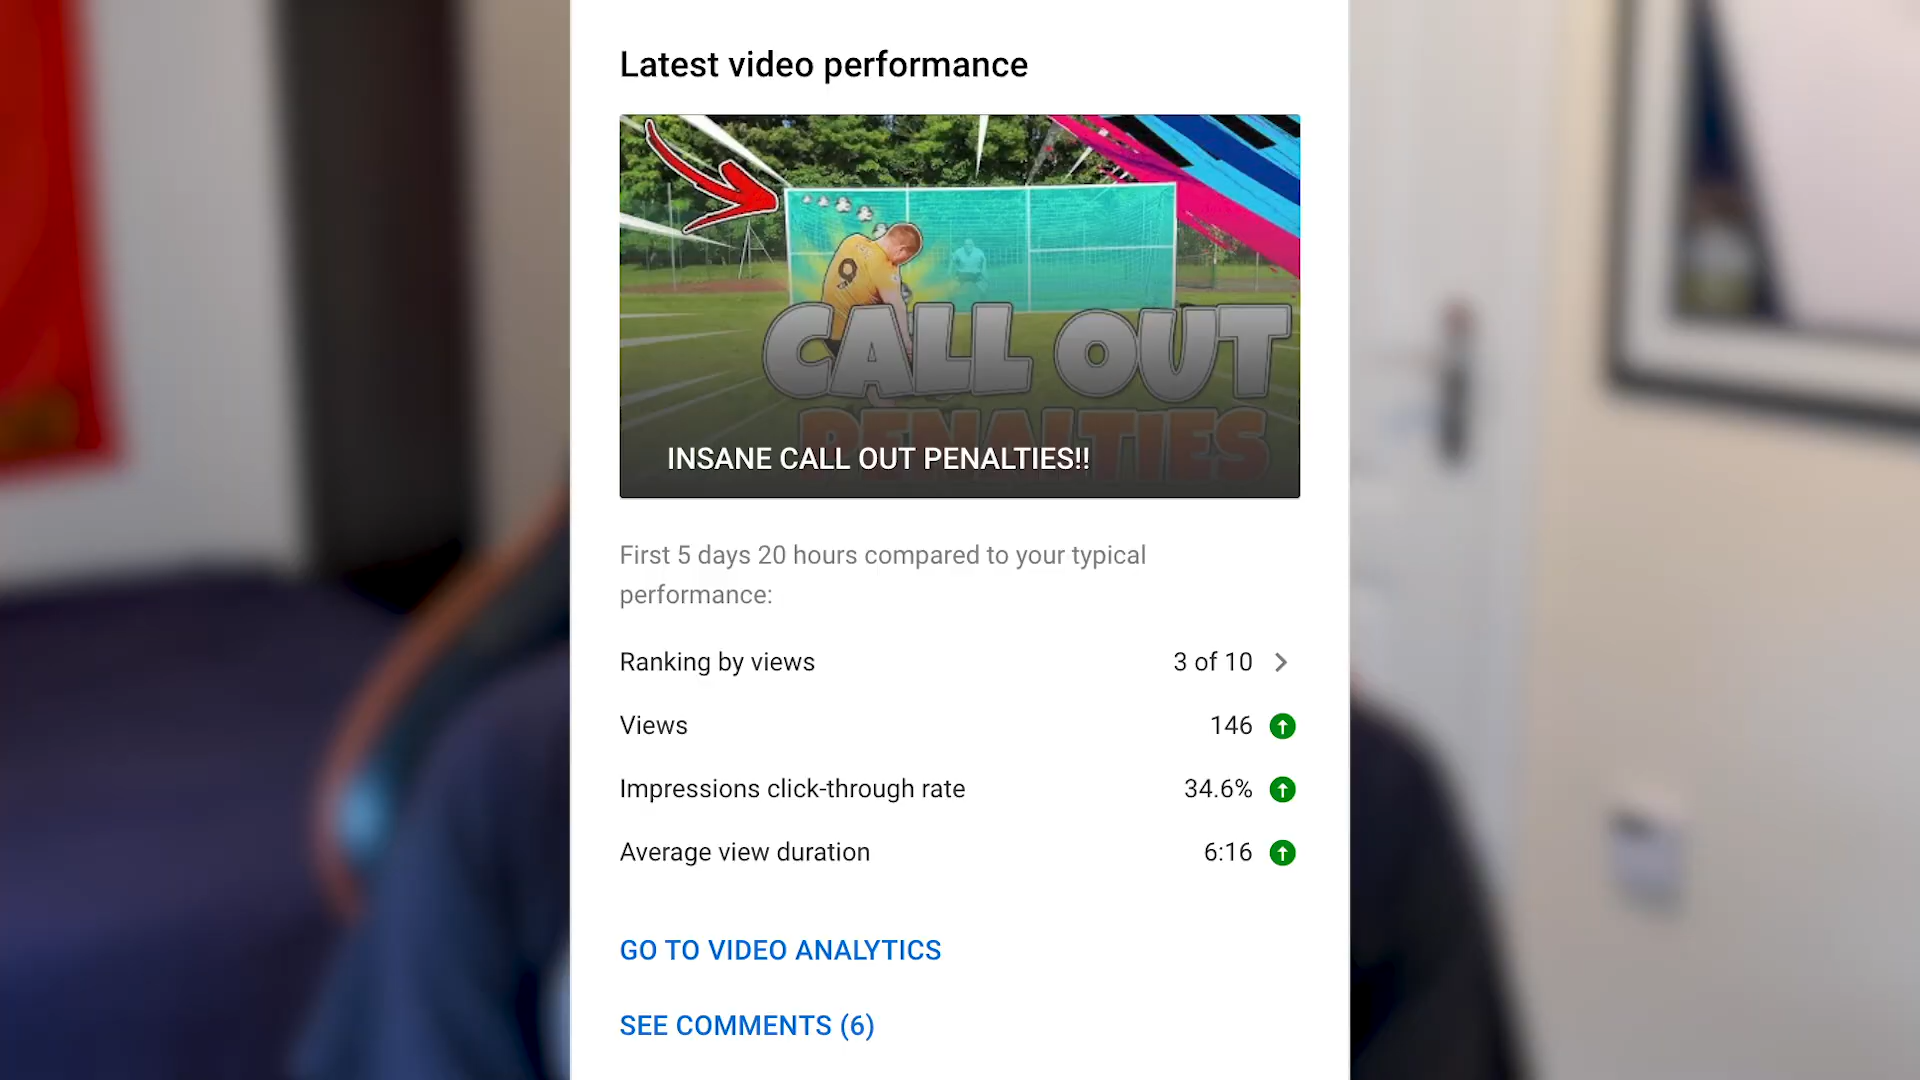 Latest video performance
9
CALL OUT
PENALTIES
INSANE CALL OUT PENALTIES!!
First 5 days 20 hours compared to your typical
performance:
Ranking by views 3 of 10
Views 146
Impressions click-through rate 34.6%
Average view duration 6:16
GO TO VIDEO ANALYTICS
SEE COMMENTS (6)